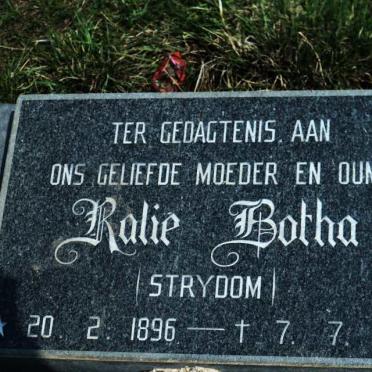 TER GEDAGTENIS AAN
ONS GELIEFDE MOEDER EN
Ralie Botha
(STRYDOM)
20. 2. 1896 — † 7. 7.